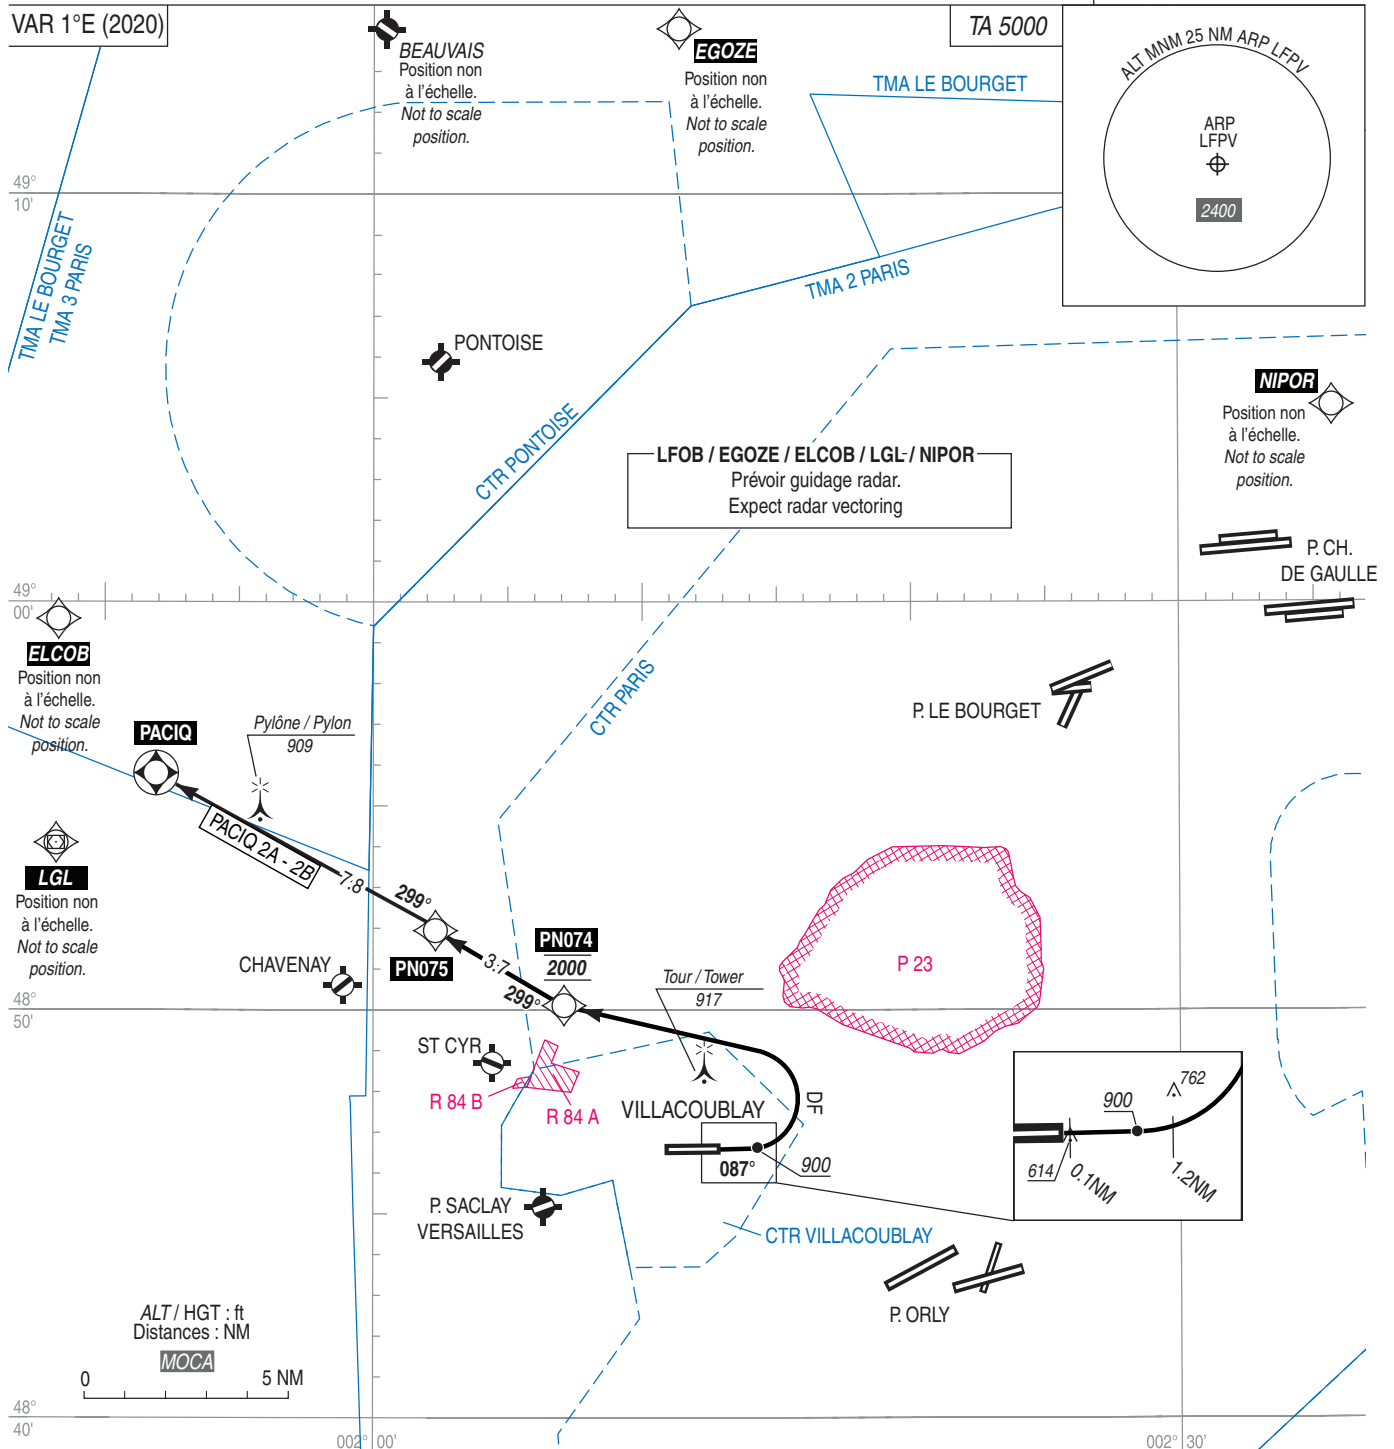 VAR 1°E (2020)
BEAUVAIS
Position non
à l'échelle.
Not to scale
position.
EGOZE
Position non
à l'échelle.
Not to scale
position.
TA 5000
ALT MNM 25 NM ARP LFPV
ARP
LFPV
2400
TMA LE BOURGET
49°
10'
TMA LE BOURGET
TMA 3 PARIS
TMA 2 PARIS
PONTOISE
CTR PONTOISE
NIPOR
Position non
à l'échelle.
Not to scale
position.
LFOB / EGOZE / ELCOB / LGL / NIPOR
Prévoir guidage radar.
Expect radar vectoring
P. CH.
DE GAULLE
49°
00'
ELCOB
Position non
à l'échelle.
Not to scale
position.
CTR PARIS
P. LE BOURGET
PACIQ
Pylône / Pylon
909
PACIQ 2A - 2B
7.8
299°
LGL
Position non
à l'échelle.
Not to scale
position.
PN074
2000
PN075
3.7
299°
CHAVENAY
Tour / Tower
917
P 23
48°
50'
ST CYR
R 84 B
R 84 A
VILLACOUBLAY
DF
087°
900
762
900
614
0.1NM
1.2NM
P. SACLAY
VERSAILLES
CTR VILLACOUBLAY
P. ORLY
ALT / HGT : ft
Distances : NM
MOCA
0
5 NM
48°
40'
002° 00'
002° 30'